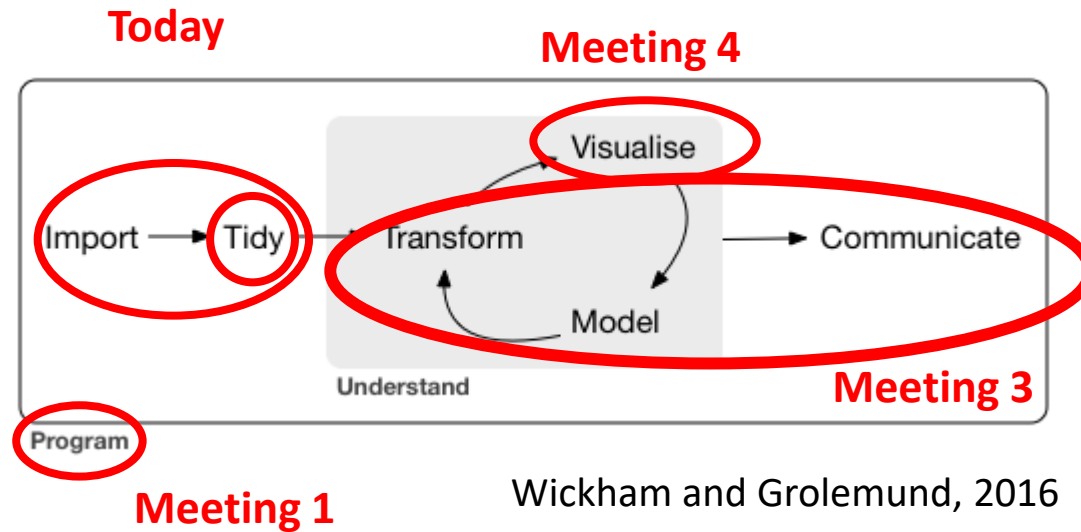 Today
Meeting 4
Visualise
Import
Tidy
Transform
Communicate
Model
Understand
Meeting 3
Program
Meeting 1
Wickham and Grolemund, 2016